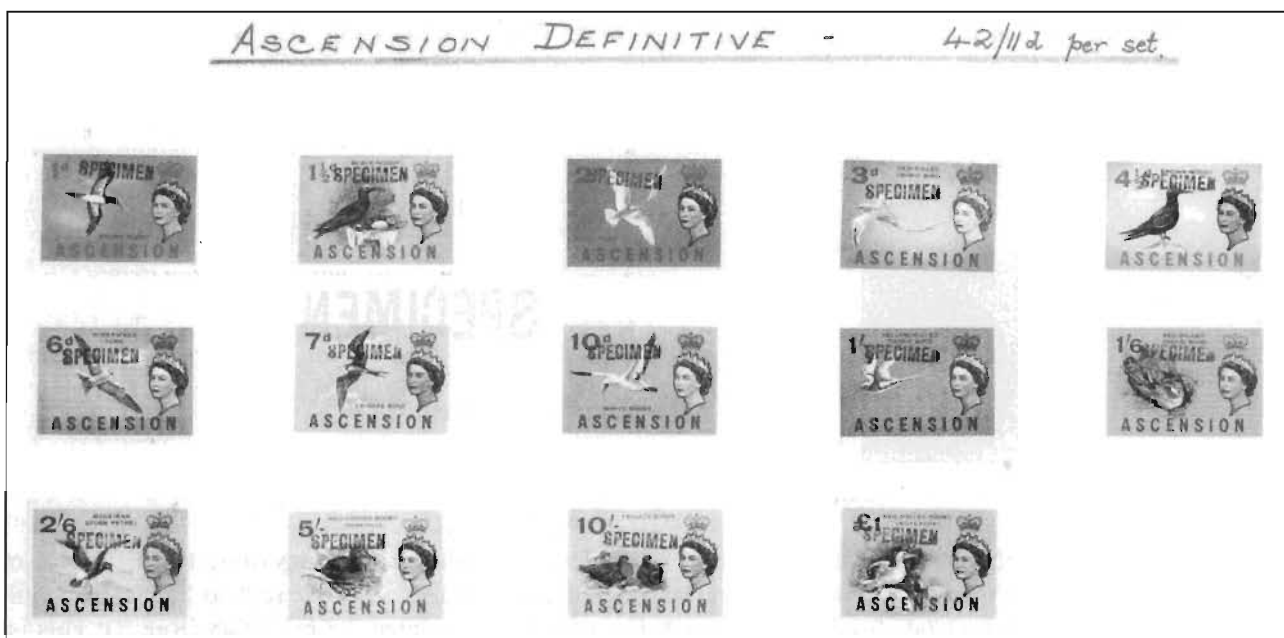 ASCENSION DEFINITIVE - 42/11d per set.
1d SPECIMEN
ASCENSION
1½d SPECIMEN
ASCENSION
2d SPECIMEN
ASCENSION
3d
SPECIMEN
ASCENSION
4½d SPECIMEN
ASCENSION
6d
SPECIMEN
ASCENSION
7d
SPECIMEN
ASCENSION
10d
SPECIMEN
ASCENSION
1/-
SPECIMEN
ASCENSION
1/6
SPECIMEN
ASCENSION
SPECIMEN
2/6
SPECIMEN
ASCENSION
5/-
SPECIMEN
ASCENSION
10/-
SPECIMEN
ASCENSION
£1
SPECIMEN
ASCENSION